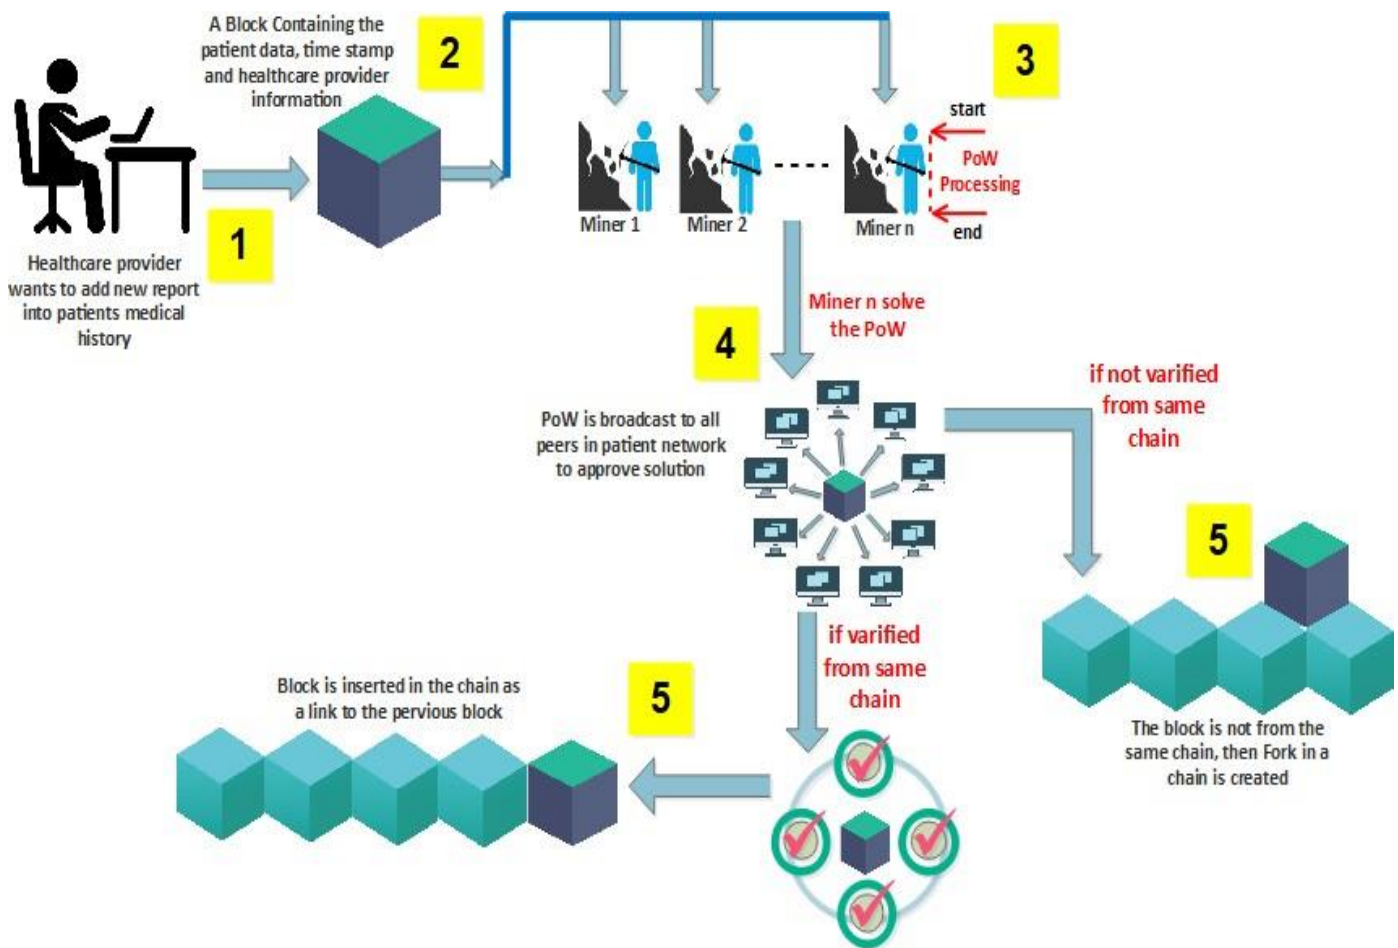 A Block Containing the
patient data, time stamp
and healthcare provider
information
2
3
start
PoW
Processing
end
Miner 1
Miner 2
Miner n
1
Healthcare provider
wants to add new report
into patients medical
history
Miner n solve
the PoW
4
PoW is broadcast to all
peers in patient network
to approve solution
if not varified
from same
chain
5
The block is not from the
same chain, then Fork in a
chain is created
if varified
from same
chain
5
Block is inserted in the chain as
a link to the pervious block